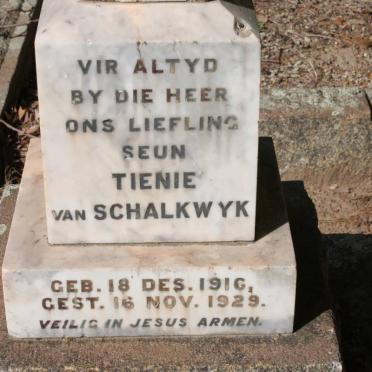 VIR ALTYD
BY DIE HEER
ONS LIEFLING
SEUN
TIENIE
VAN SCHALKWYK
GEB. 18 DES. 1916,
GEST. 16 NOV. 1929.
VEILIG IN JESUS ARMEN.